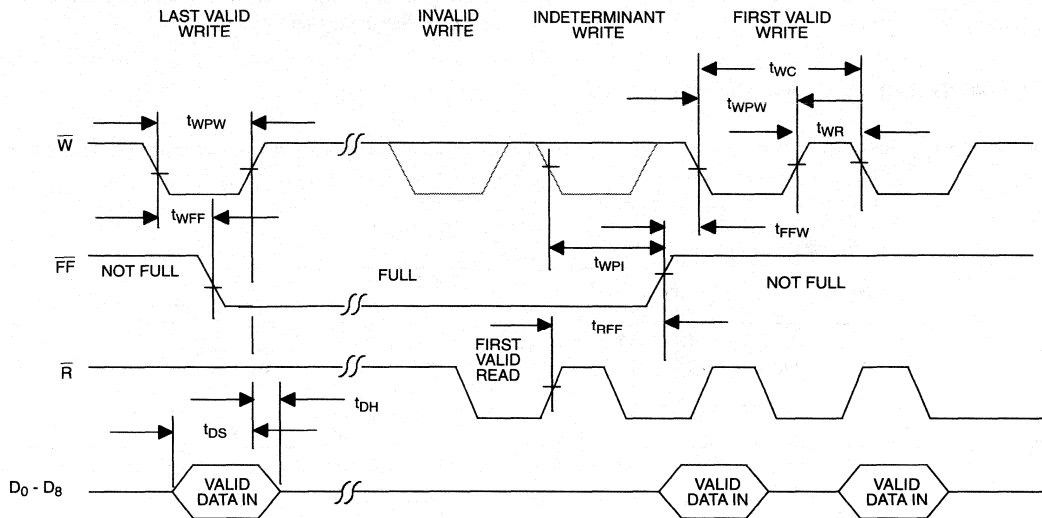 LAST VALID
WRITE
INVALID
WRITE
INDETERMINANT
WRITE
FIRST VALID
WRITE
tWC
tWPW
tWPW
tWR
W̅
tWFF
tFFW
tWPI
F̅F̅
NOT FULL
FULL
NOT FULL
tRFF
FIRST
VALID
READ
R̅
tDH
tDS
D0 - D8
VALID
DATA IN
VALID
DATA IN
VALID
DATA IN